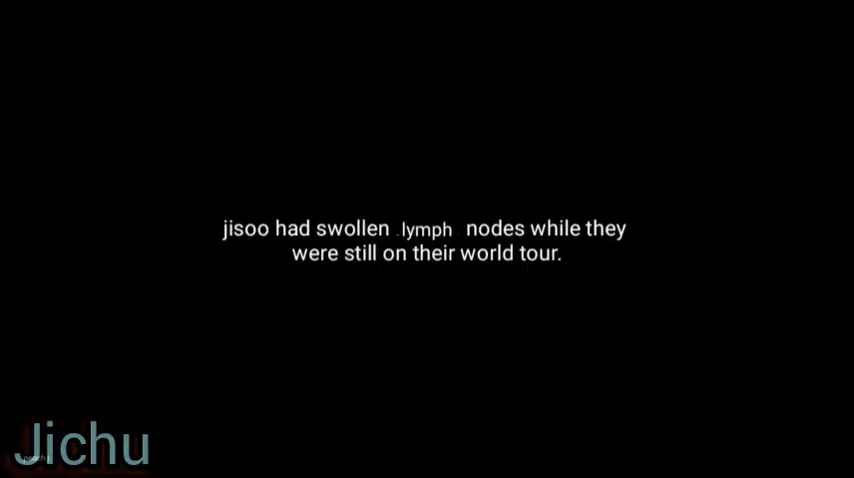 jisoo had swollen lymph nodes while they
were still on their world tour.
Jichu